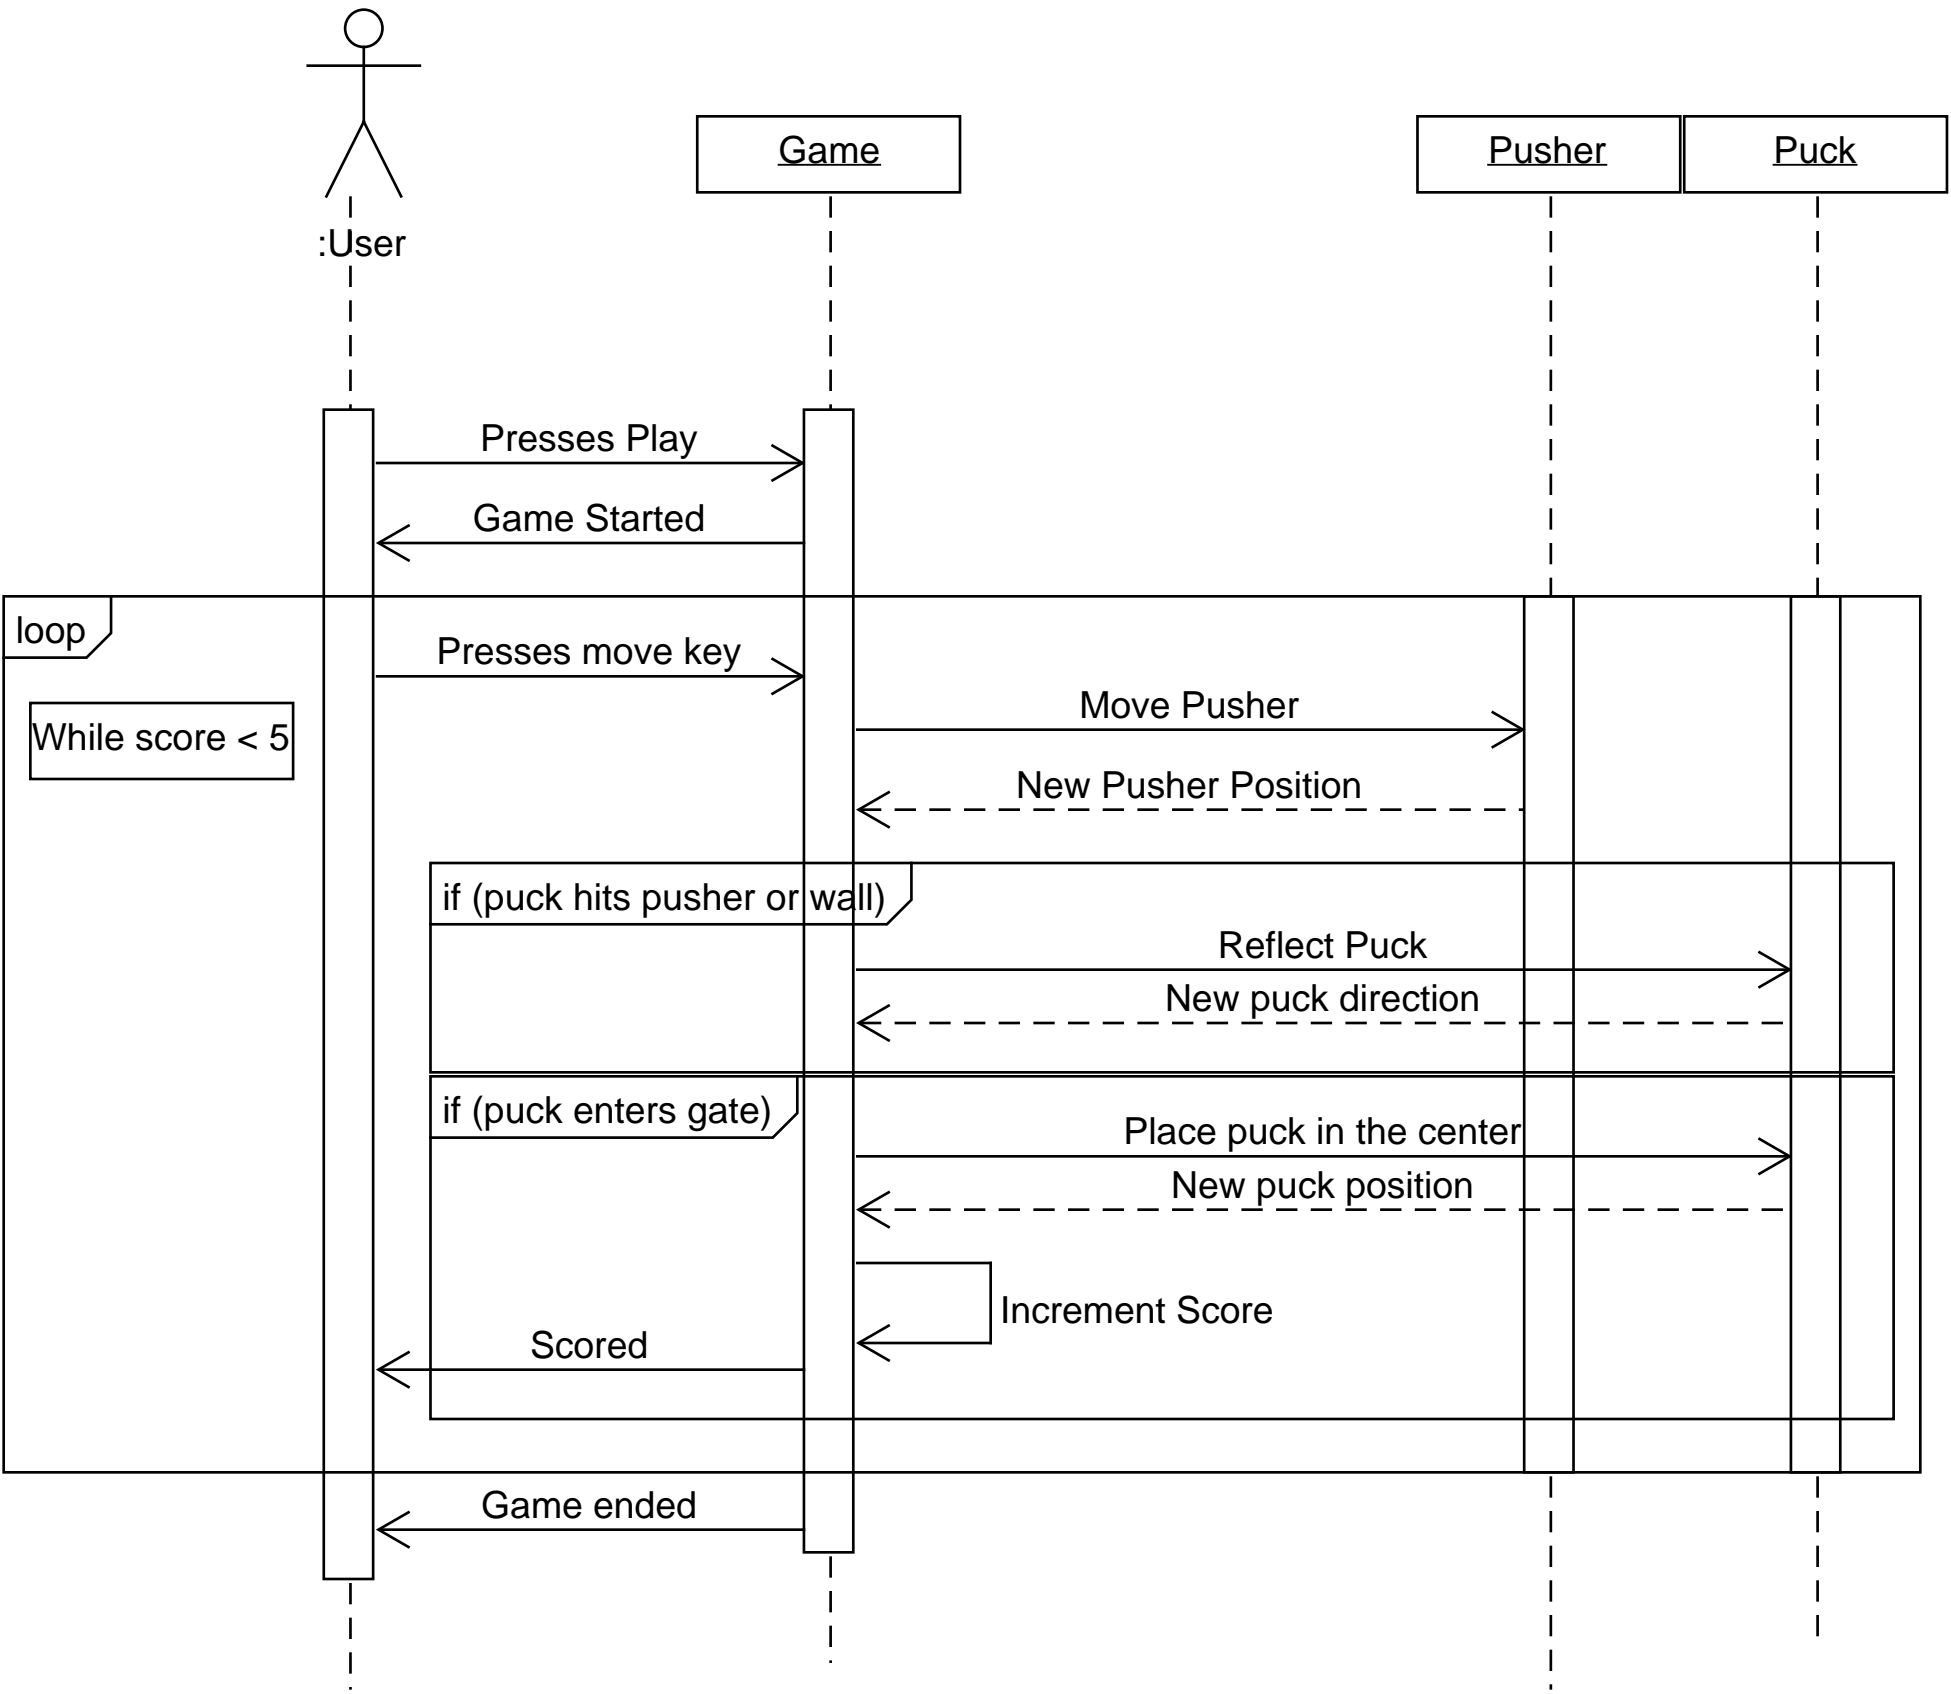 Game
Pusher
Puck
:User
Presses Play
Game Started
loop
Presses move key
Move Pusher
While score < 5
New Pusher Position
if (puck hits pusher or wall)
Reflect Puck
New puck direction
if (puck enters gate)
Place puck in the center
New puck position
Increment Score
Scored
Game ended